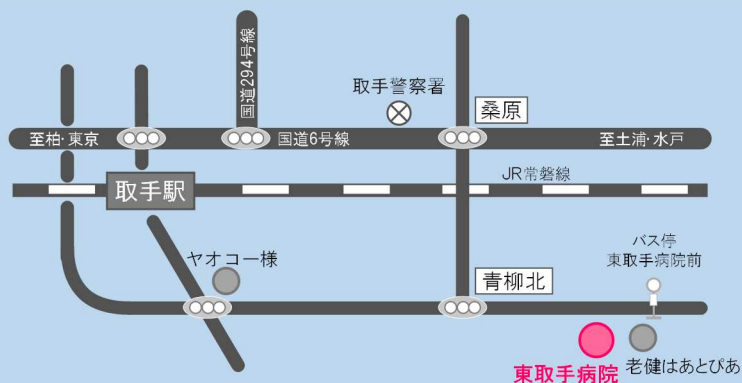 国道294号線
取手警察署
桑原
至柏・東京
国道6号線
至土浦・水戸
JR常磐線
取手駅
ヤオコー様
青柳北
バス停
東取手病院前
東取手病院
老健はあとぴあ